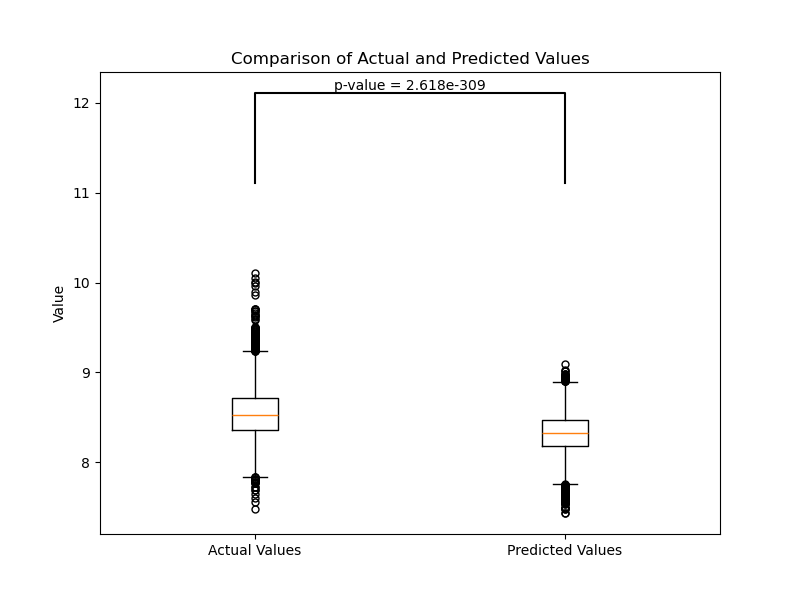 Comparison of Actual and Predicted Values
p-value = 2.618e-309
12
11
10
9
8
Value
Actual Values
Predicted Values